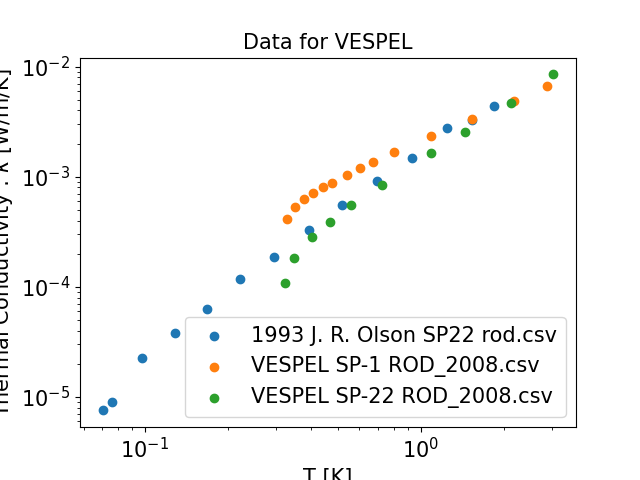 Data for VESPEL
Thermal Conductivity : k [W/m/K]
10⁻²
10⁻³
10⁻⁴
10⁻⁵
1993 J. R. Olson SP22 rod.csv
VESPEL SP-1 ROD_2008.csv
VESPEL SP-22 ROD_2008.csv
10⁻¹
10⁰
T [K]